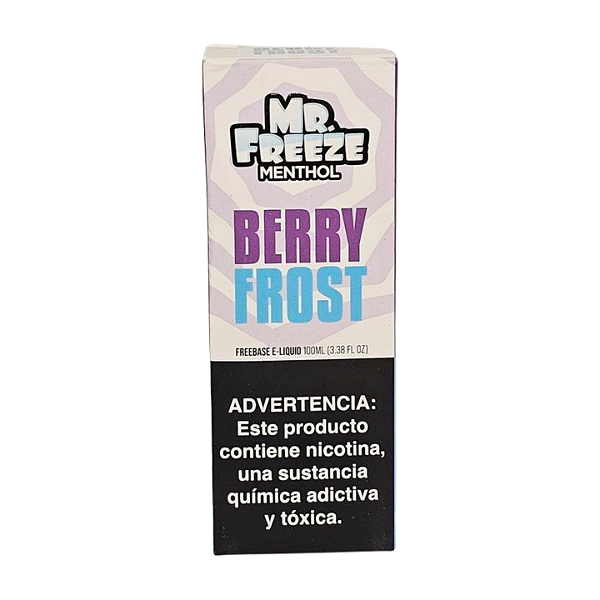 FROST
MR.
FREEZE
MENTHOL
BERRY
FROST
FREEBASE E-LIQUID 100ML (3.38 FL OZ)
ADVERTENCIA:
Este producto
contiene nicotina,
una sustancia
química adictiva
y tóxica.